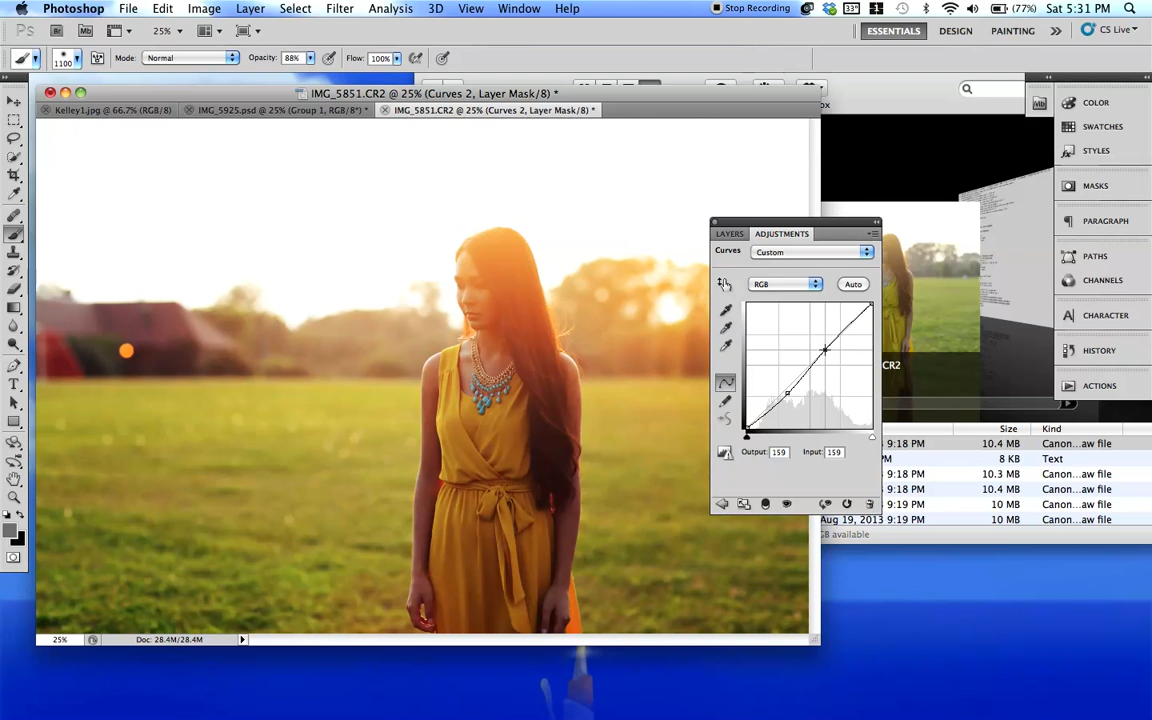 Photoshop File Edit Image Layer Select Filter Analysis 3D View Window Help Stop Recording 33° (77%) Sat 5:31 PM
Ps Br Mb 25% ESSENTIALS DESIGN PAINTING CS Live
1100 Mode: Normal Opacity: 88% Flow: 100%
IMG_5851.CR2 @ 25% (Curves 2, Layer Mask/8) *
Kelley1.jpg @ 66.7% (RGB/8) IMG_5925.psd @ 25% (Group 1, RGB/8*) * IMG_5851.CR2 @ 25% (Curves 2, Layer Mask/8) *
ox
Mb COLOR
SWATCHES
STYLES
MASKS
PARAGRAPH
PATHS
CHANNELS
CHARACTER
HISTORY
ACTIONS
LAYERS ADJUSTMENTS
Curves Custom
RGB Auto
Output: 159 Input: 159
CR2
Size Kind
9:18 PM 10.4 MB Canon...aw file
PM 8 KB Text
9:18 PM 10.3 MB Canon...aw file
9:18 PM 10.4 MB Canon...aw file
9:19 PM 10 MB Canon...aw file
Aug 19, 2013 9:19 PM 10 MB Canon...aw file
GB available
25% Doc: 28.4M/28.4M